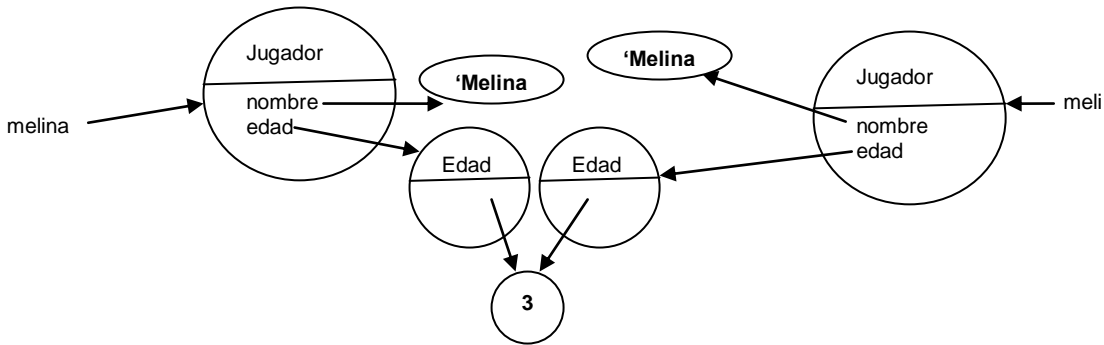 Jugador
nombre
edad
melina
‘Melina
‘Melina
Jugador
nombre
edad
meli
Edad
Edad
3